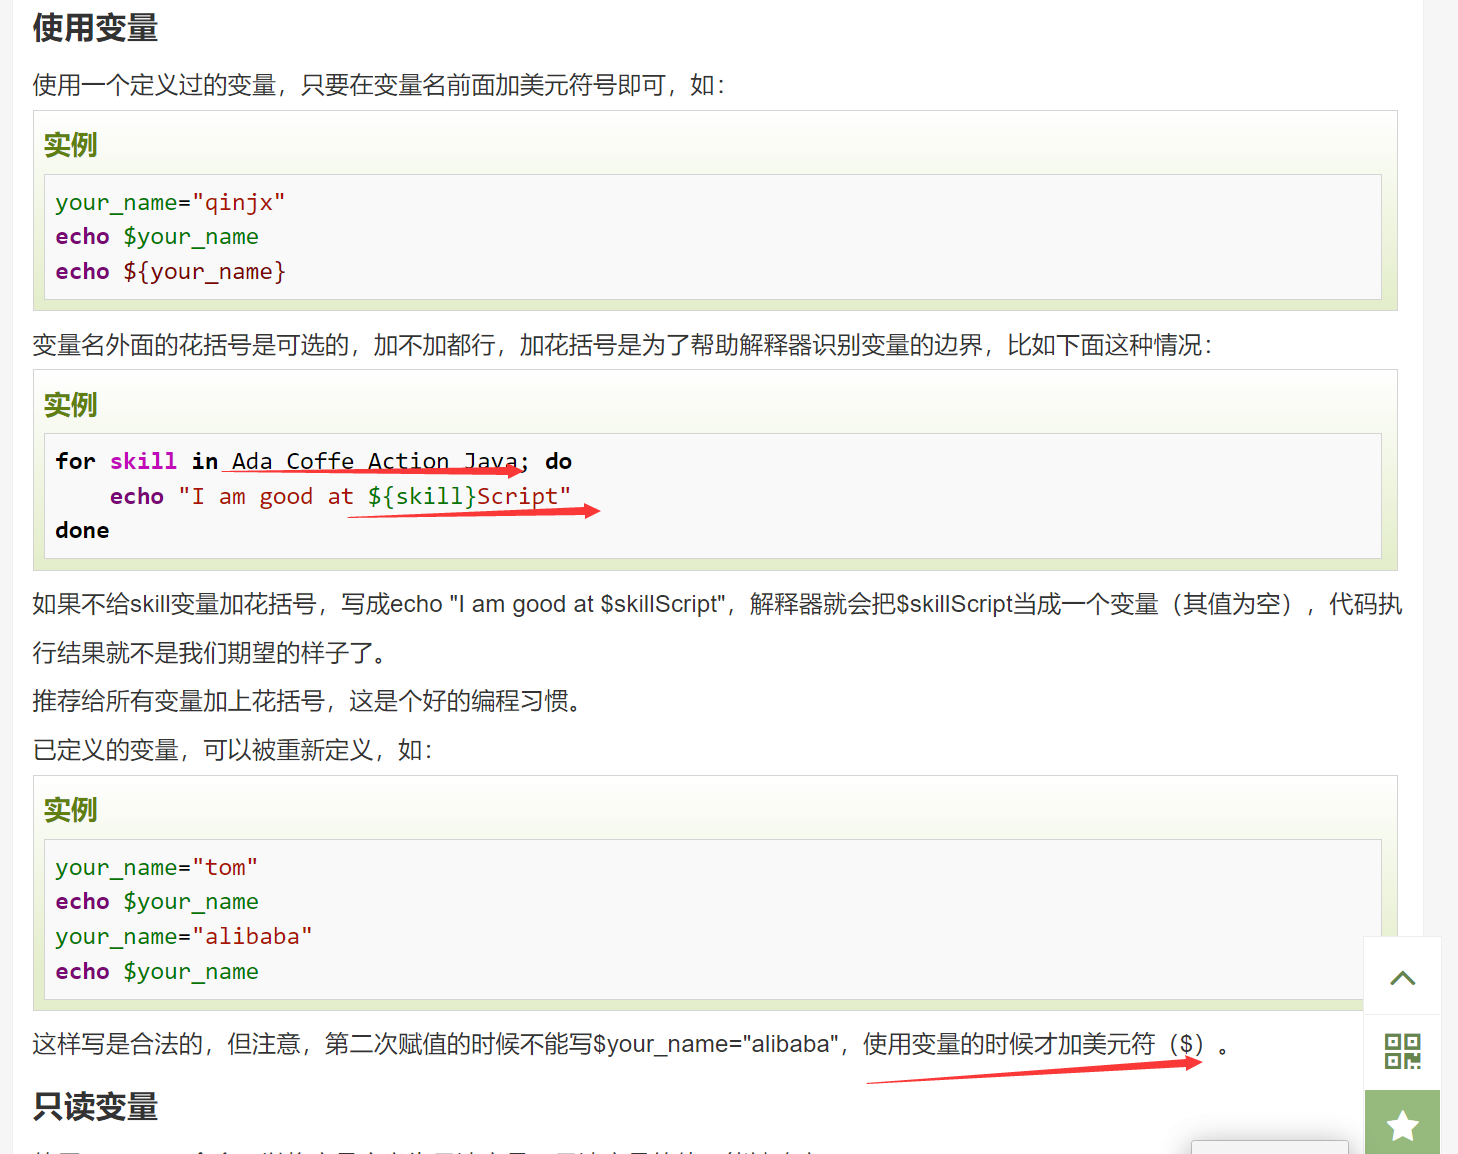 使用变量
使用一个定义过的变量，只要在变量名前面加美元符号即可，如：
实例
your_name="qinjx"
echo $your_name
echo ${your_name}
变量名外面的花括号是可选的，加不加都行，加花括号是为了帮助解释器识别变量的边界，比如下面这种情况：
实例
for skill in Ada Coffe Action Java; do
    echo "I am good at ${skill}Script"
done
如果不给skill变量加花括号，写成echo "I am good at $skillScript"，解释器就会把$skillScript当成一个变量（其值为空），代码执
行结果就不是我们期望的样子了。
推荐给所有变量加上花括号，这是个好的编程习惯。
已定义的变量，可以被重新定义，如：
实例
your_name="tom"
echo $your_name
your_name="alibaba"
echo $your_name
这样写是合法的，但注意，第二次赋值的时候不能写$your_name="alibaba"，使用变量的时候才加美元符（$）。
只读变量